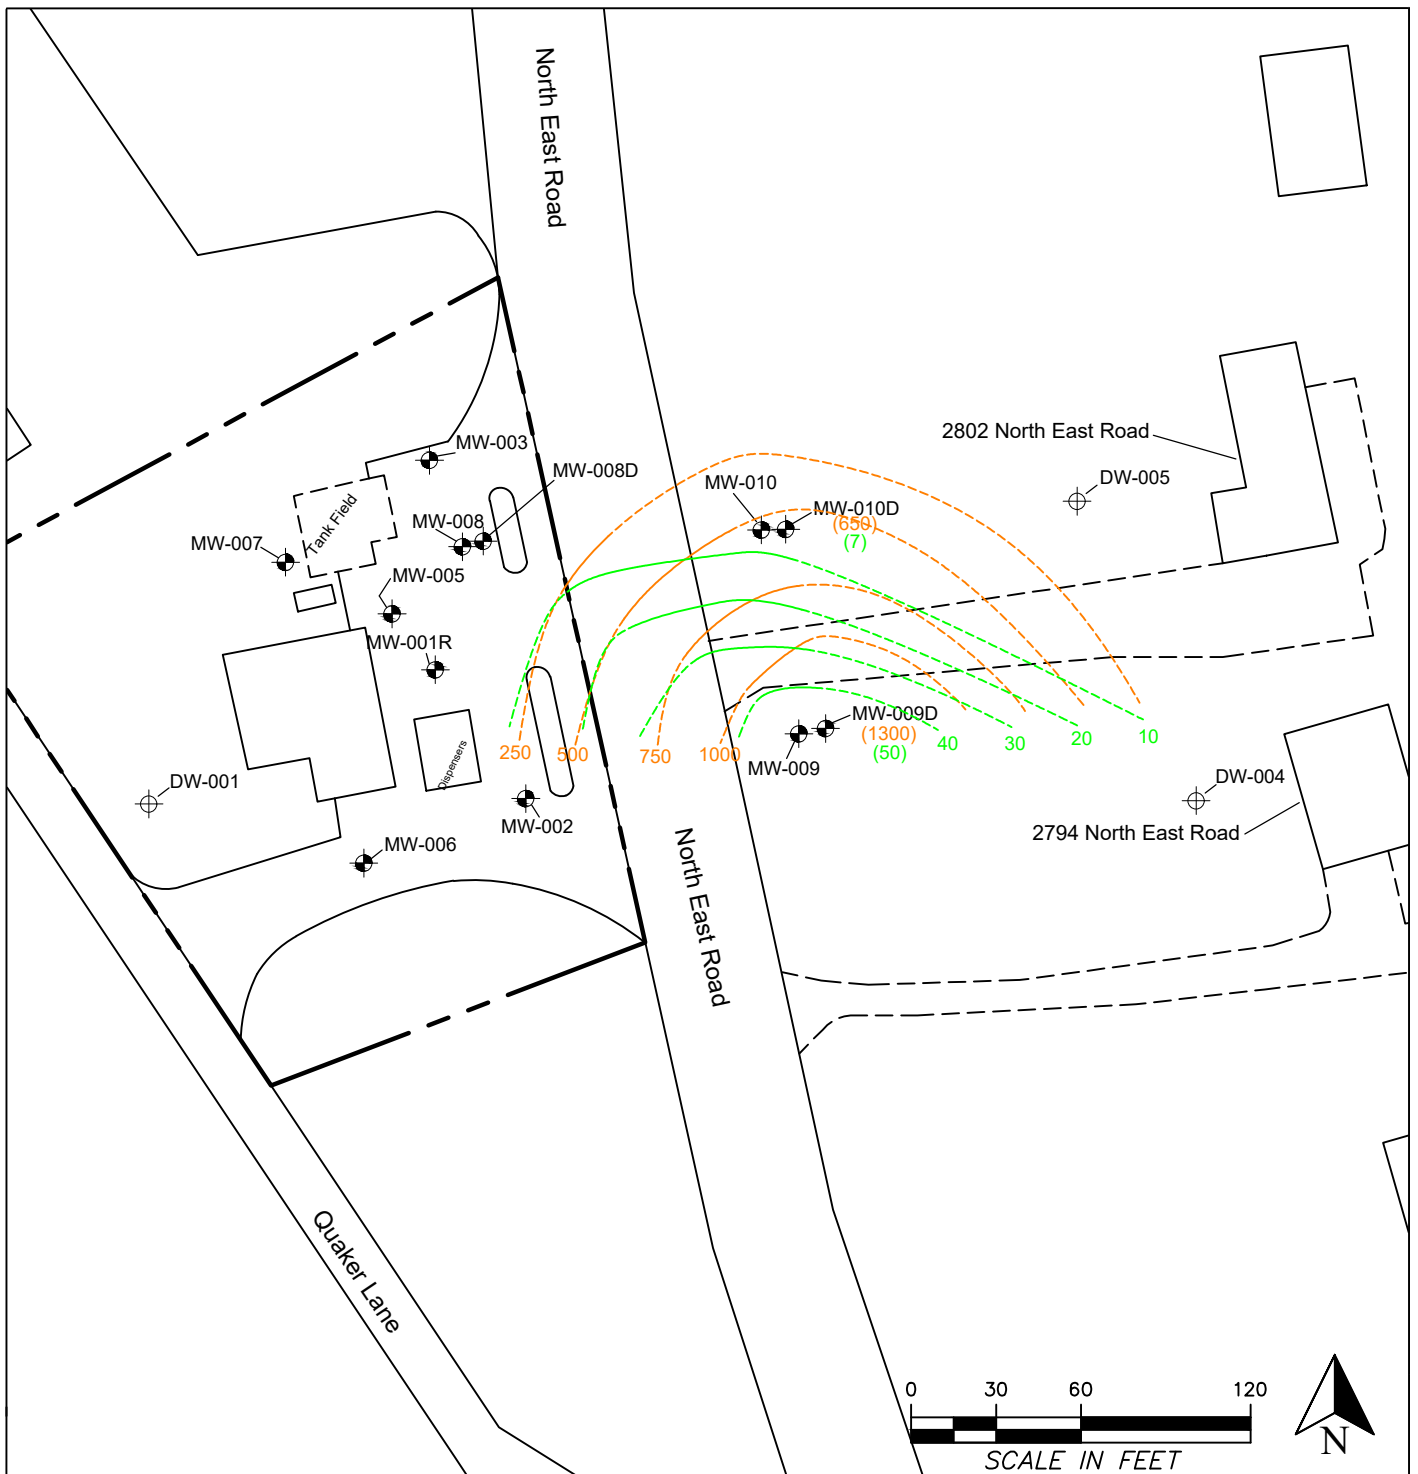 North East Road
2802 North East Road
MW-003
MW-008D
DW-005
MW-010
MW-010D
(650)
(7)
Tank Field
MW-008
MW-007
MW-005
MW-001R
MW-009D
(1300)
(50)
MW-009
250
500
750
1000
40
30
20
10
Dispensers
DW-001
DW-004
MW-002
2794 North East Road
MW-006
North East Road
Quaker Lane
0 30 60 120
SCALE IN FEET
N